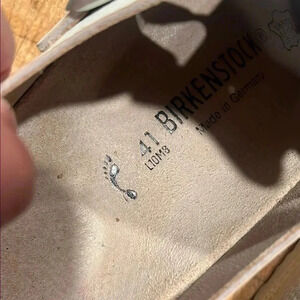 BIRKENSTOCK®
Made in Germany
41
L10M8